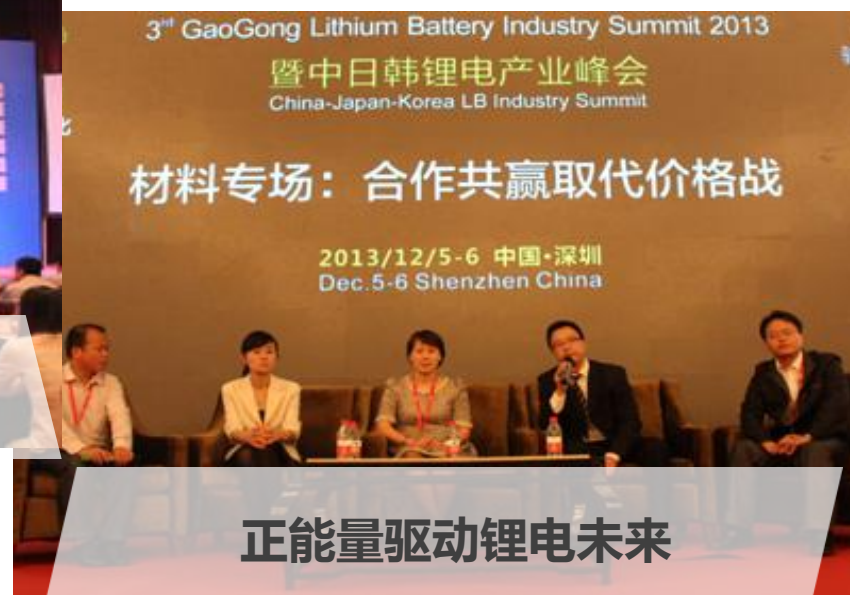 3rd GaoGong Lithium Battery Industry Summit 2013
暨中日韩锂电产业峰会
China-Japan-Korea LB Industry Summit
材料专场：合作共赢取代价格战
2013/12/5-6 中国·深圳
Dec.5-6 Shenzhen China
正能量驱动锂电未来